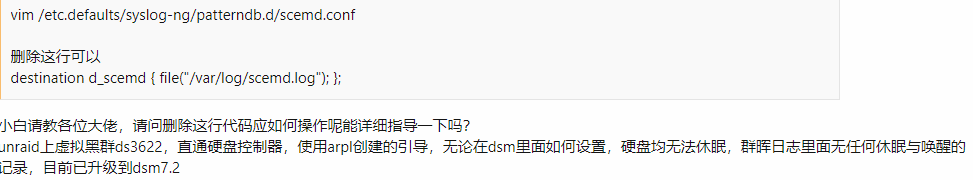 vim /etc.defaults/syslog-ng/patterndb.d/scemd.conf
删除这行可以
destination d_scemd { file("/var/log/scemd.log"); };
小白请教各位大佬，请问删除这行代码应如何操作呢能详细指导一下吗?
unraid上虚拟黑群ds3622，直通硬盘控制器，使用arpl创建的引导，无论在dsm里面如何设置，硬盘均无法休眠，群晖日志里面无任何休眠与唤醒的
记录，目前已升级到dsm7.2